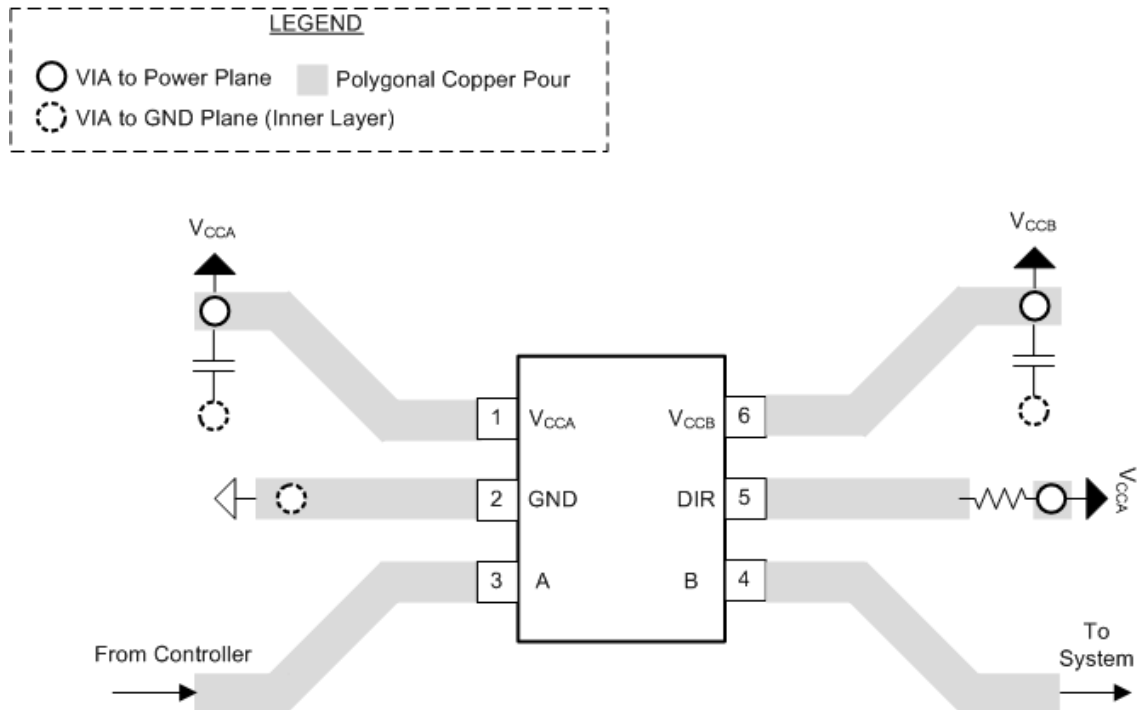 LEGEND
VIA to Power Plane
Polygonal Copper Pour
VIA to GND Plane (Inner Layer)
VCCA
VCCB
1
VCCA
VCCB
6
2
GND
DIR
5
VCCA
3
A
B
4
From Controller
To
System